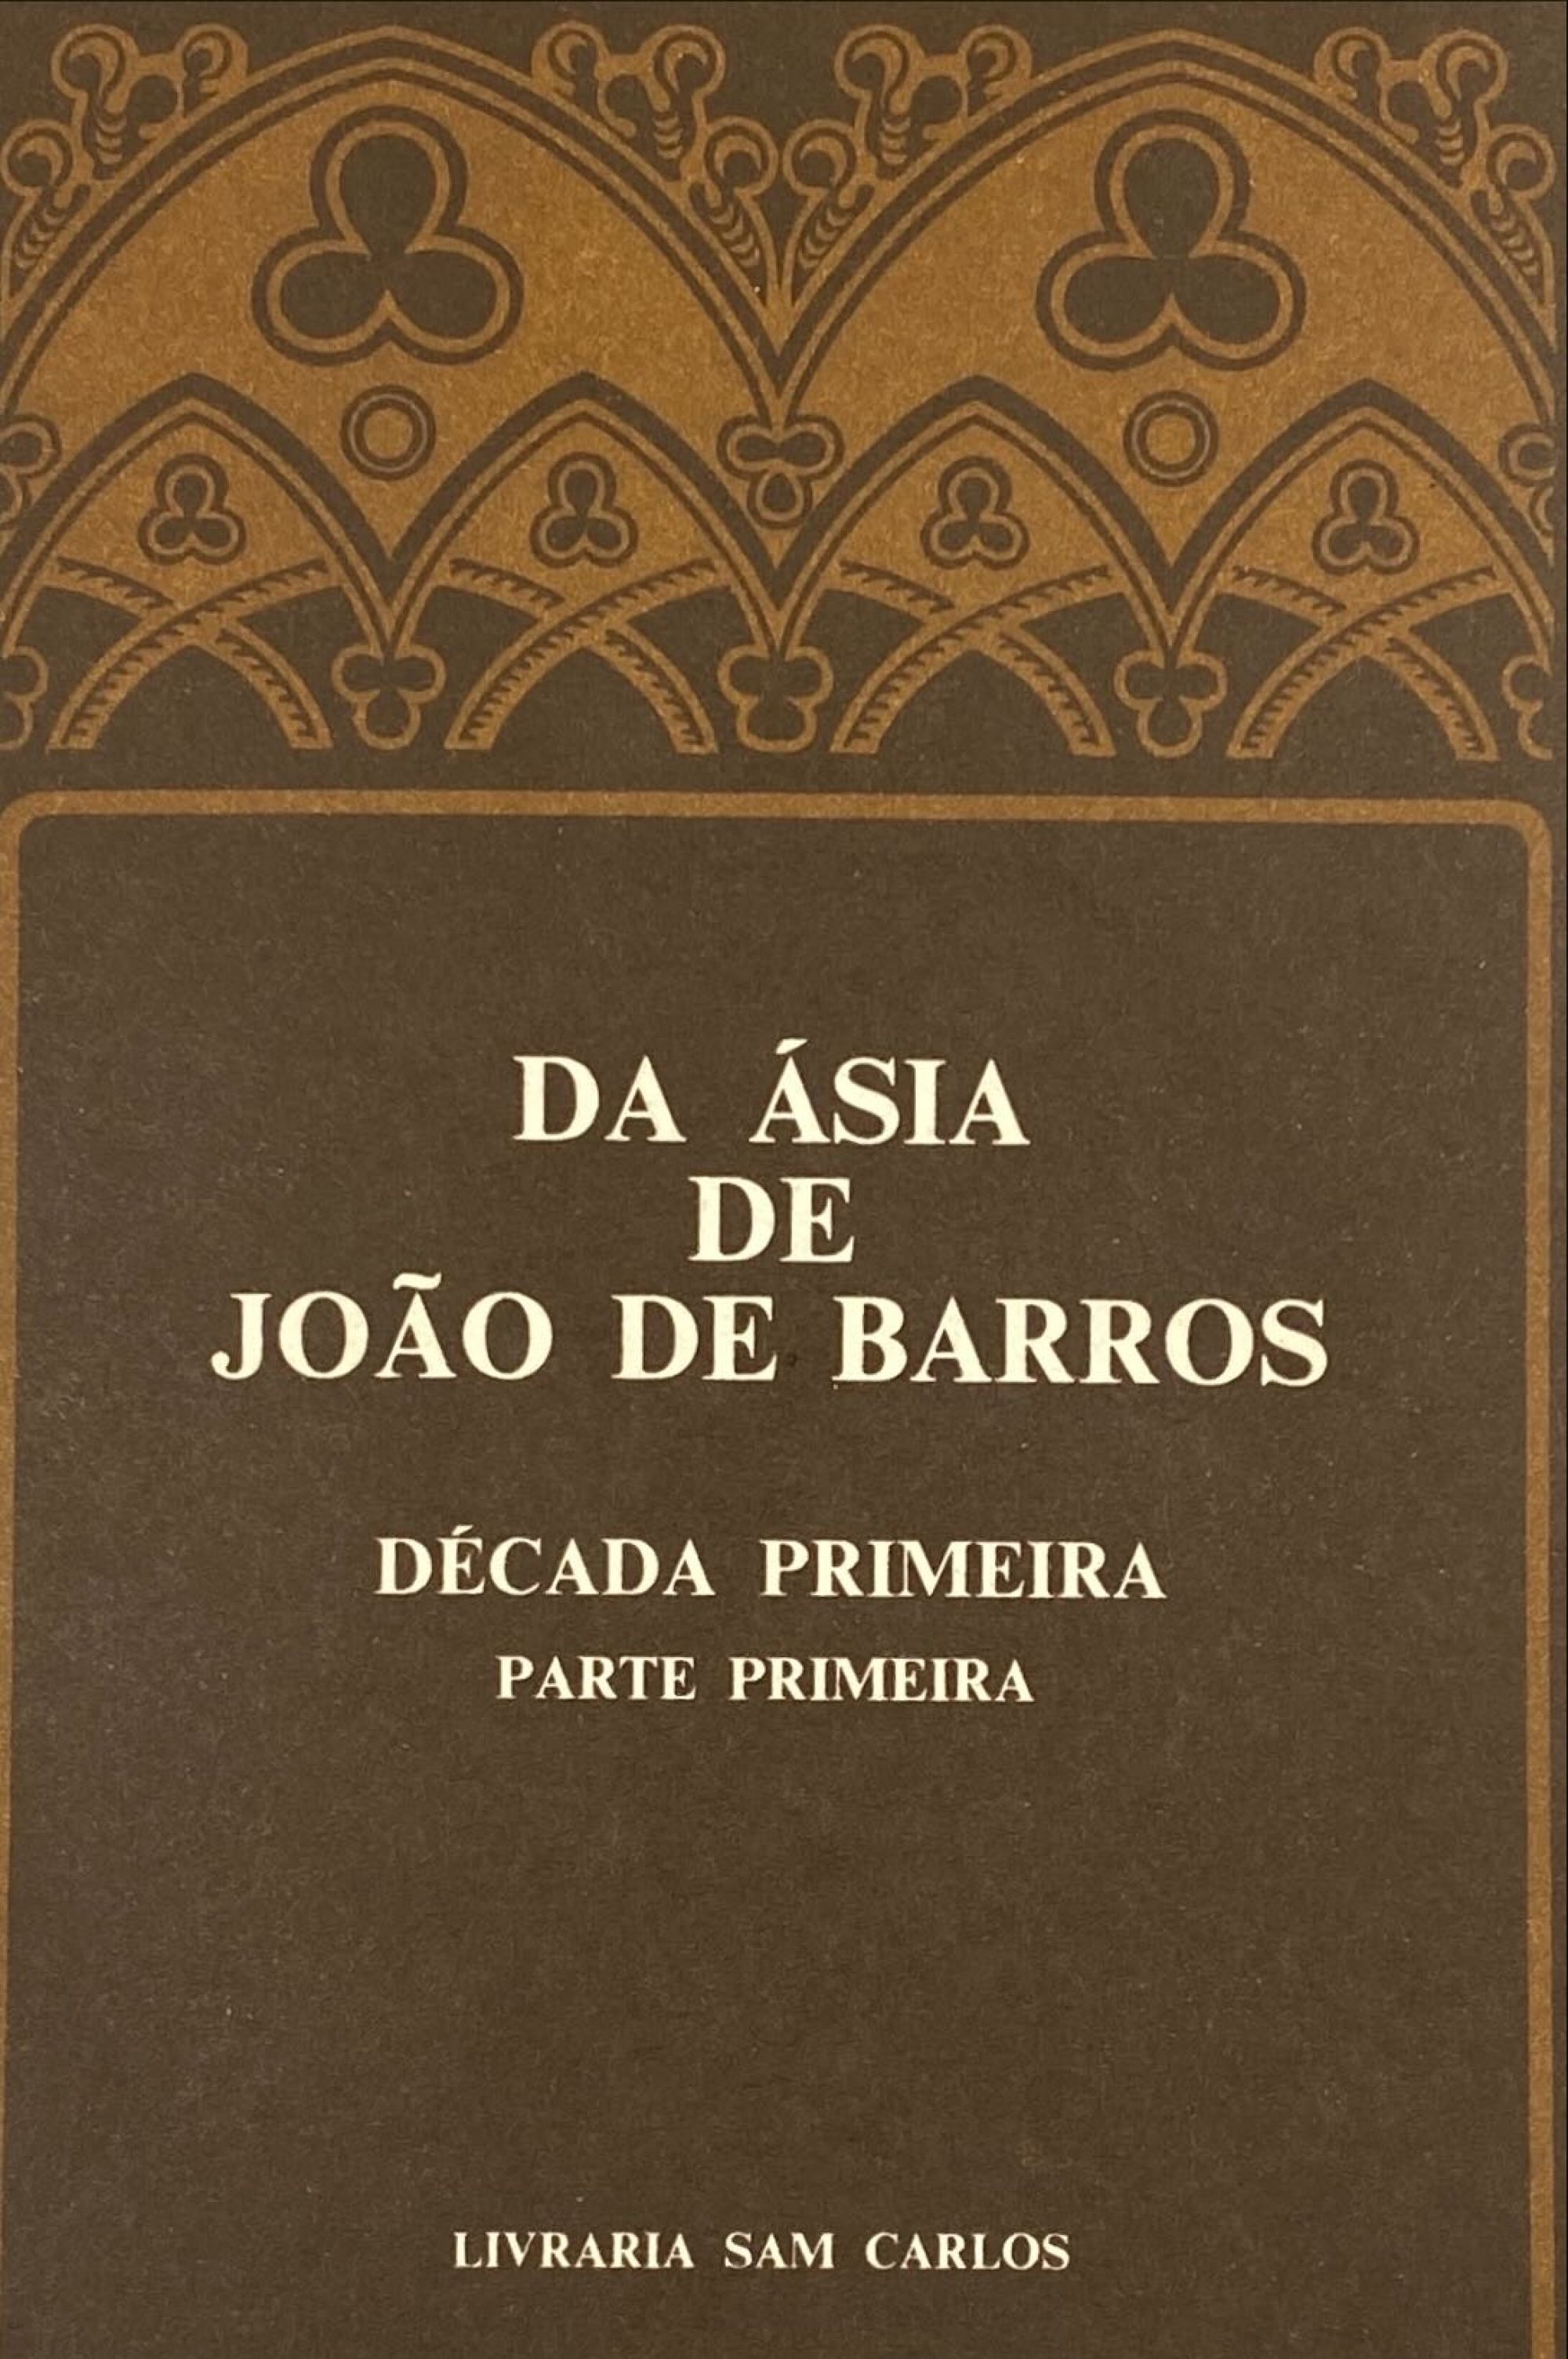 DA ÁSIA
DE
JOÃO DE BARROS
DÉCADA PRIMEIRA
PARTE PRIMEIRA
LIVRARIA SAM CARLOS